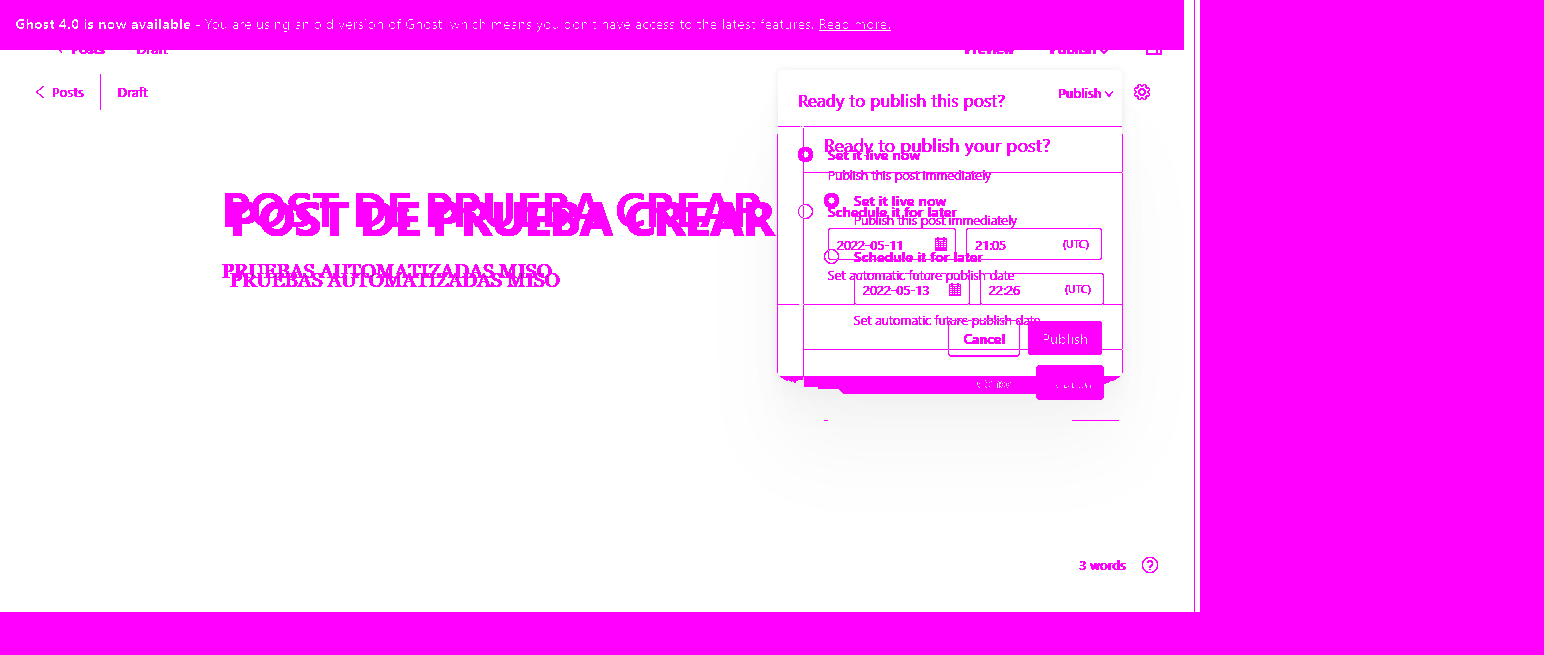 Ghost 4.0 is now available - You are using an old version of Ghost, which means you don't have access to the latest features. Read more.
Posts Draft Preview Publish
Posts Draft Publish
Ready to publish this post?
Ready to publish your post?
Set it live now
Publish this post immediately
Set it live now
Schedule it for later
Publish this post immediately
2022-05-11 21:05 (UTC)
Schedule it for later
Set automatic future publish date
2022-05-13 22:26 (UTC)
Set automatic future publish date
Cancel Publish
POST DE PRUEBA CREAR
POST DE PRUEBA CREAR
PRUEBAS AUTOMATIZADAS MISO
PRUEBAS AUTOMATIZADAS MISO
3 words